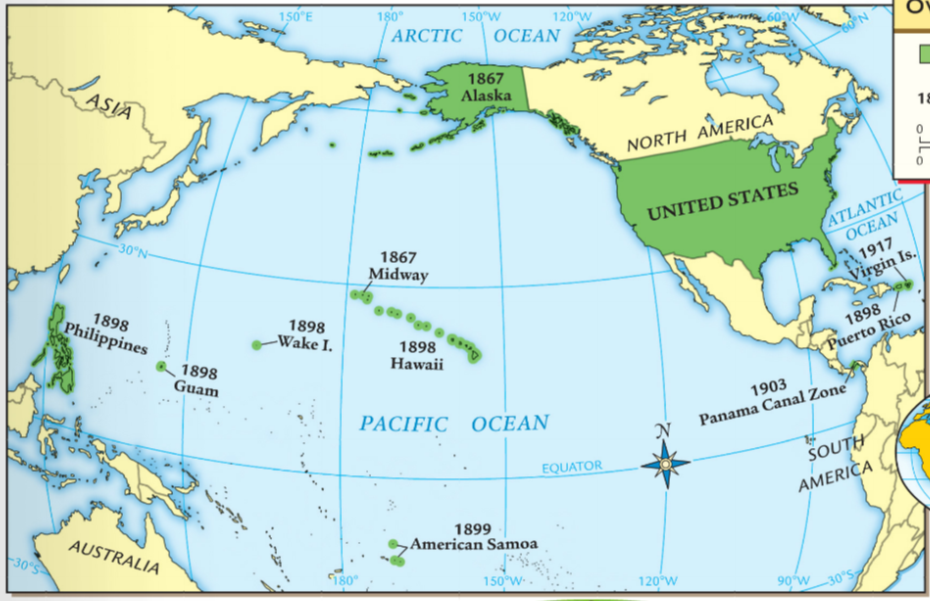 150°E
180°
150°W
120°W
60°W
60°N
ARCTIC OCEAN
1867
Alaska
ASIA
NORTH AMERICA
UNITED STATES
ATLANTIC
OCEAN
1917
Virgin Is.
30°N
1867
Midway
1898
Philippines
1898
Wake I.
1898
Hawaii
1898
Puerto Rico
1898
Guam
1903
Panama Canal Zone
PACIFIC OCEAN
N
EQUATOR
SOUTH
AMERICA
1899
American Samoa
AUSTRALIA
30°S
180°
150°W
120°W
90°W
30°S
0
0